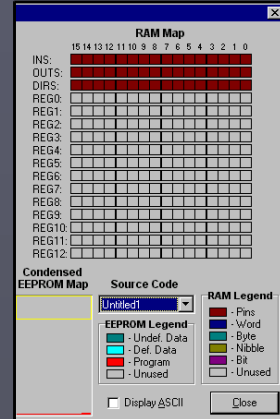 RAM Map
15 14 13 12 11 10 9 8 7 6 5 4 3 2 1 0
INS:
OUTS:
DIRS:
REG0:
REG1:
REG2:
REG3:
REG4:
REG5:
REG6:
REG7:
REG8:
REG9:
REG10:
REG11:
REG12:
Condensed
EEPROM Map
Source Code
Untitled1
EEPROM Legend
- Undef. Data
- Def. Data
- Program
- Unused
RAM Legend
- Pins
- Word
- Byte
- Nibble
- Bit
- Unused
Display ASCII
Close